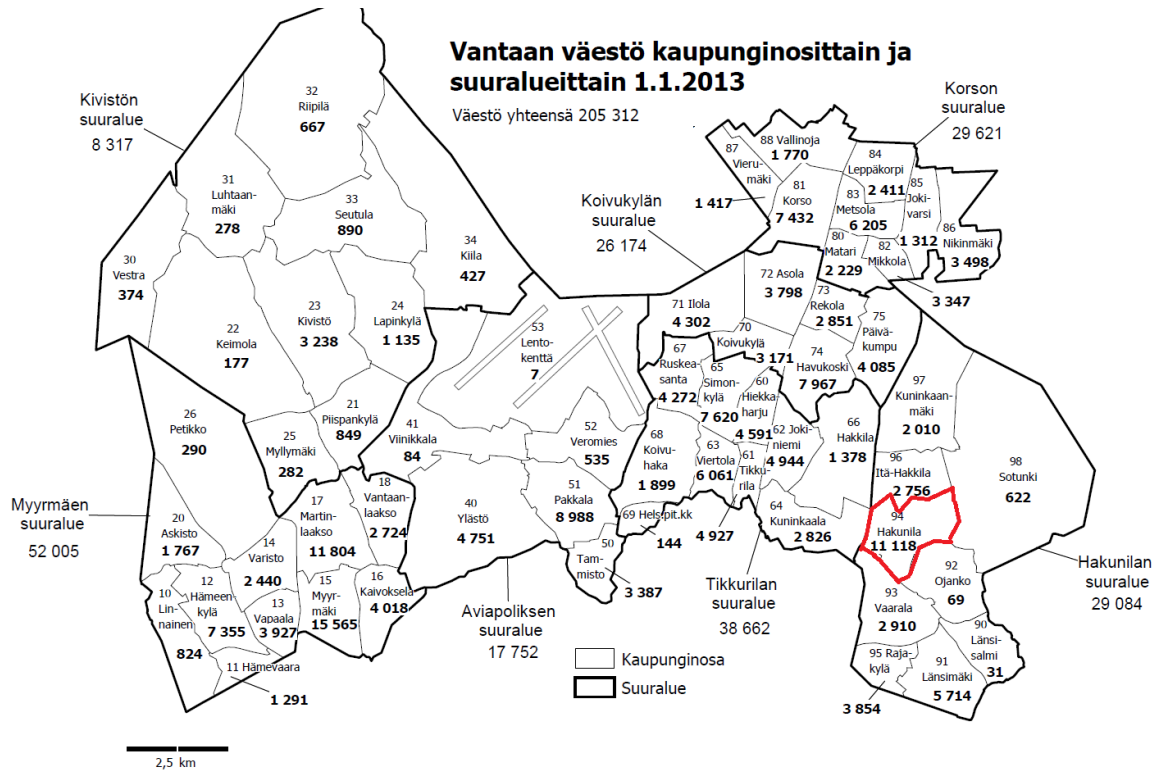 Vantaan väestö kaupunginosittain ja
suuralueittain 1.1.2013
Väestö yhteensä 205 312
Kivistön
suuralue
8 317
32
Riipilä
667
31
Luhtaan-
mäki
278
33
Seutula
890
34
Kiila
427
30
Vestra
374
22
Keimola
177
23
Kivistö
3 238
24
Lapinkylä
1 135
21
Piispankylä
849
25
Myllymäki
282
Myyrmäen
suuralue
52 005
26
Petikko
290
20
Askisto
1 767
14
Varisto
2 440
17
Martin-
laakso
11 804
18
Vantaan-
laakso
2 724
10
Lin-
nainen
824
12
Hämeen-
kylä
7 355
13
Vapaala
3 927
15
Myyr-
mäki
15 565
16
Kaivoksela
4 018
11 Hämevaara
1 291
41
Viinikkala
84
53
Lento-
kenttä
7
52
Veromies
535
51
Pakkala
8 988
40
Ylästö
4 751
50
Tam-
misto
3 387
Aviapoliksen
suuralue
17 752
Koivukylän
suuralue
26 174
71 Ilola
4 302
72 Asola
3 798
70
Koivukylä
3 171
73
Rekola
2 851
74
Havukoski
7 967
75
Päivä-
kumpu
4 085
Korson
suuralue
29 621
87
Vieru-
mäki
1 417
88 Vallinoja
1 770
81
Korso
7 432
84
Leppäkorpi
2 411
83
Metsola
6 205
85
Joki-
varsi
1 312
80
Matari
2 229
82
Mikkola
3 347
86
Nikinmäki
3 498
67
Ruskea-
santa
4 272
65
Simon-
kylä
7 620
60
Hiekka-
harju
4 591
62 Joki-
niemi
4 944
66
Hakkila
1 378
68
Koivu-
haka
1 899
63
Viertola
6 061
61
Tikku-
rila
4 927
69 Hels.pit.kk
144
64
Kuninkaala
2 826
Tikkurilan
suuralue
38 662
97
Kuninkaan-
mäki
2 010
96
Itä-Hakkila
2 756
98
Sotunki
622
94
Hakunila
11 118
92
Ojanko
69
93
Vaarala
2 910
90
Länsi-
salmi
31
95 Raja-
kylä
3 854
91
Länsimäki
5 714
Hakunilan
suuralue
29 084
Kaupunginosa
Suuralue
2,5 km